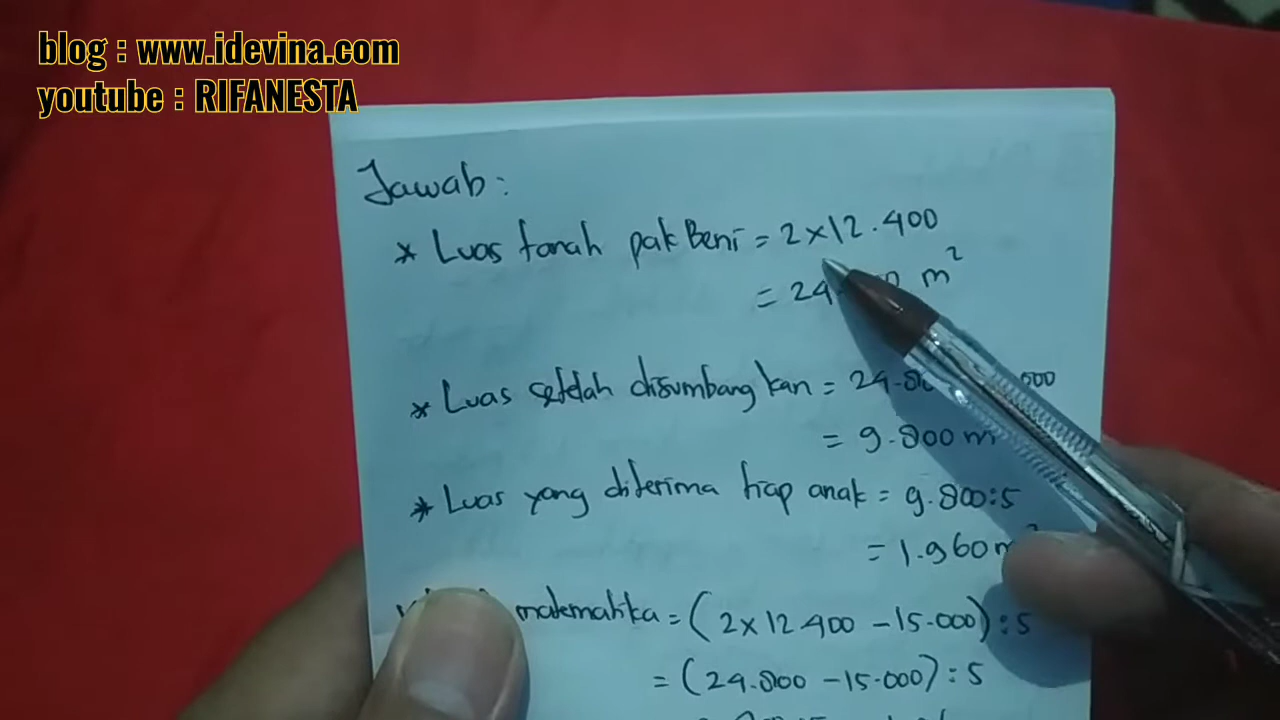 blog : www.idevina.com
youtube : RIFANESTA
Jawab:
* Luas tanah pak Beni = 2 x 12.400
= m²
* Luas setelah disumbangkan =
= 9.800 m
* Luas yang diterima tiap anak = 9.800 : 5
= 1.960 m²
matematika = (2 x 12.400 - 15.000) : 5
= (24.800 - 15.000) : 5